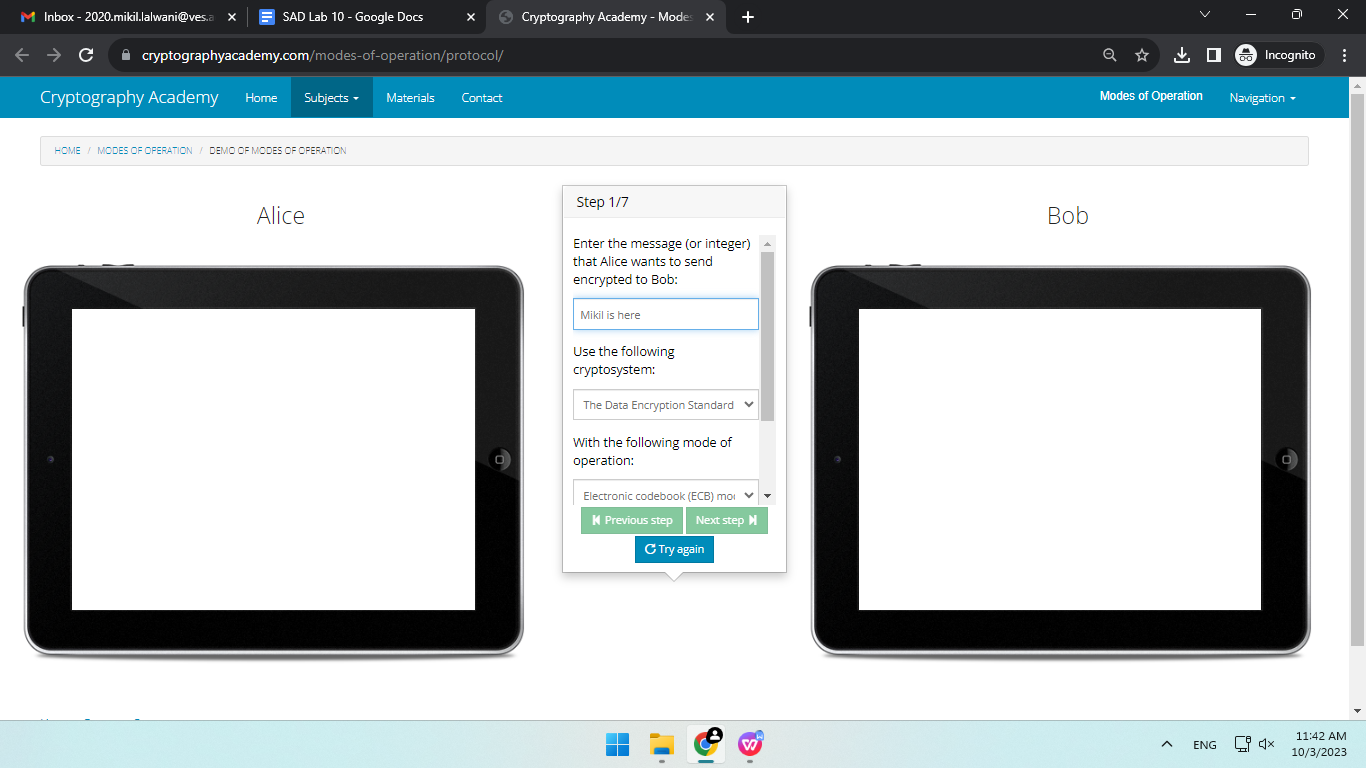 Inbox - 2020.mikil.lalwani@ves.a
SAD Lab 10 - Google Docs
Cryptography Academy - Modes
cryptographyacademy.com/modes-of-operation/protocol/
Incognito
Cryptography Academy
Home
Subjects
Materials
Contact
Modes of Operation
Navigation
HOME / MODES OF OPERATION / DEMO OF MODES OF OPERATION
Alice
Step 1/7
Enter the message (or integer)
that Alice wants to send
encrypted to Bob:
Mikil is here
Use the following
cryptosystem:
The Data Encryption Standard
With the following mode of
operation:
Electronic codebook (ECB) mo
Previous step
Next step
Try again
Bob
ENG
11:42 AM
10/3/2023